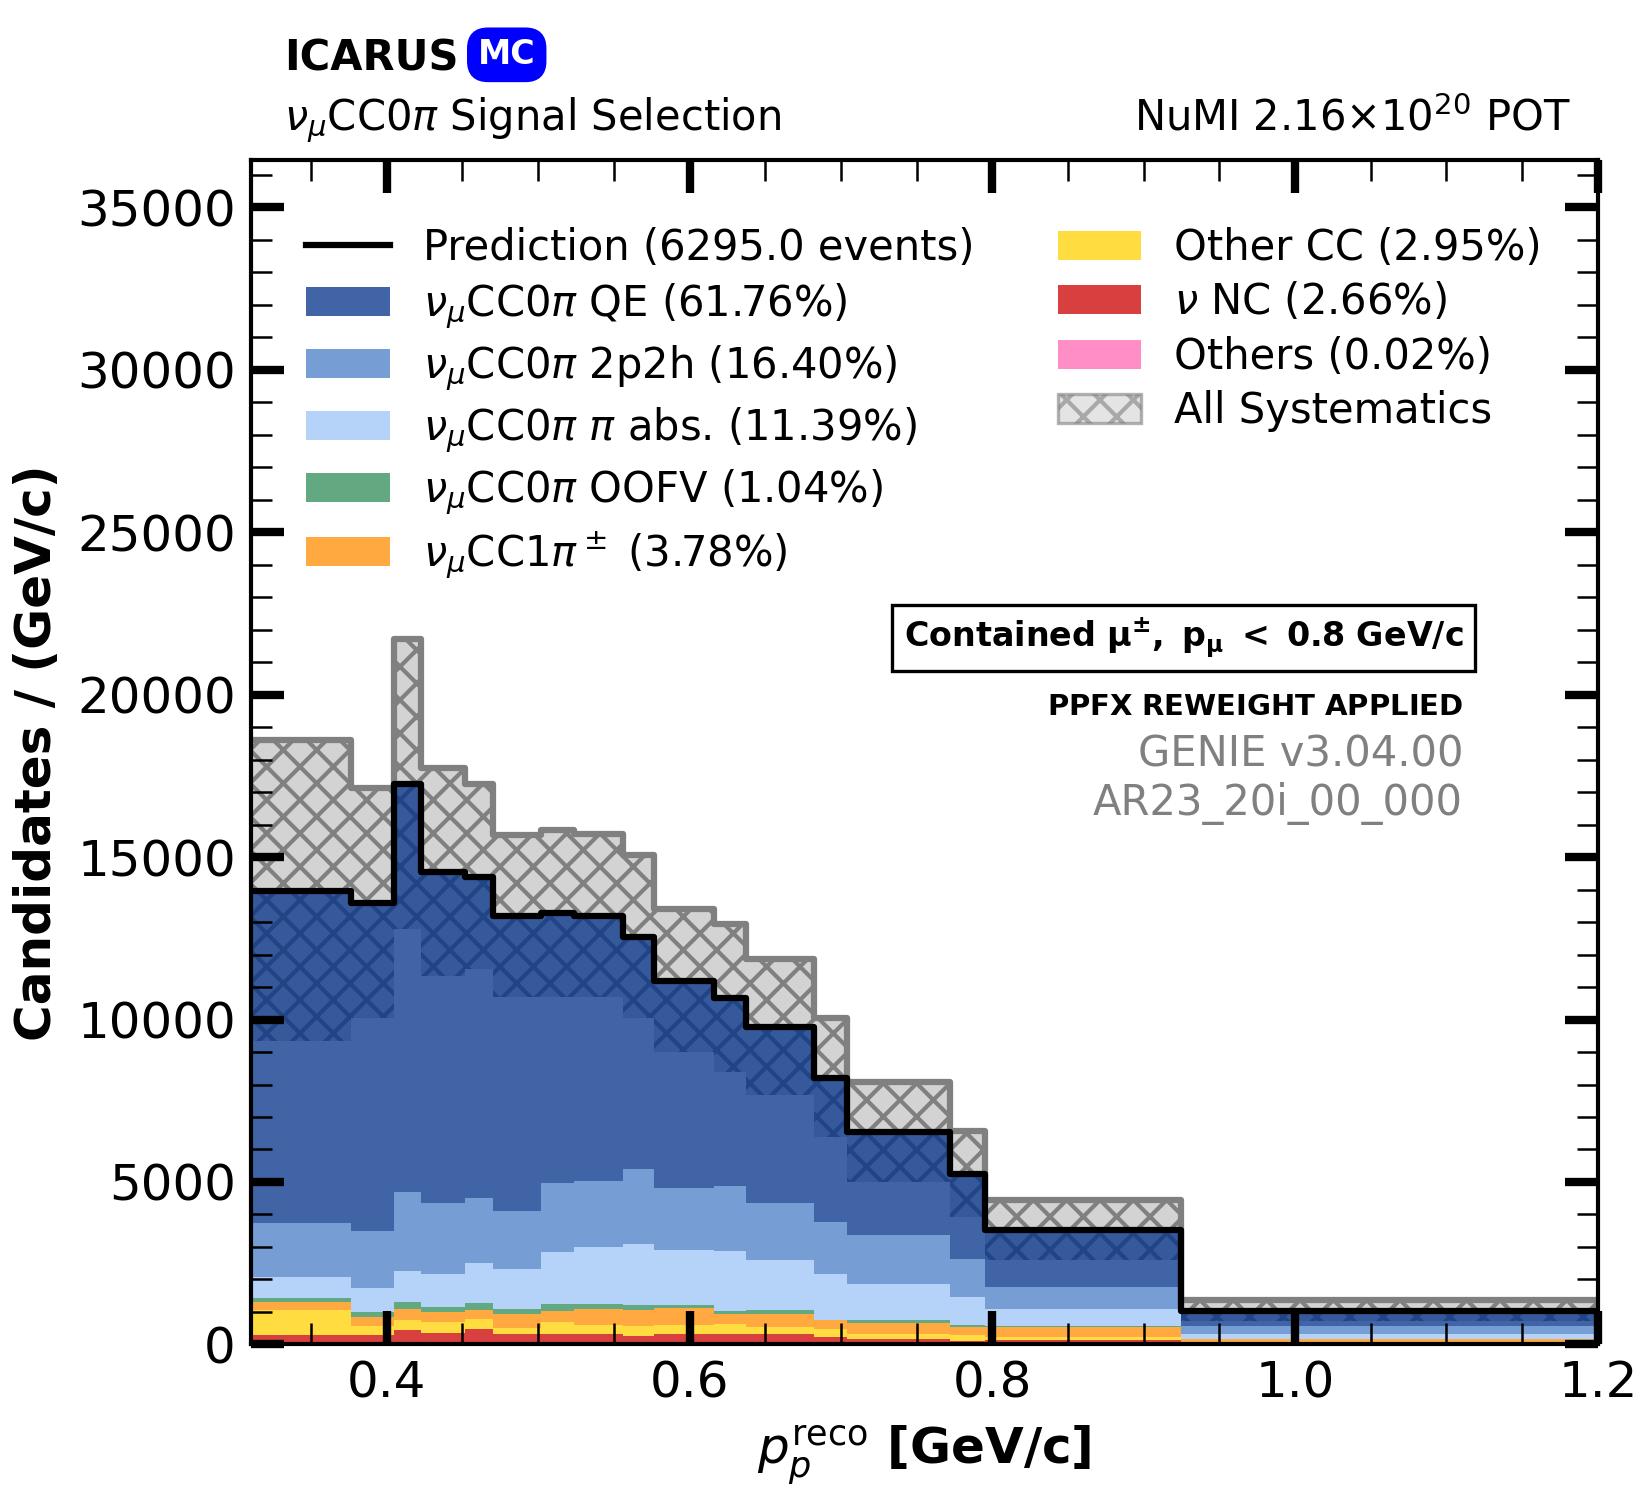 ICARUS MC
νμCC0π Signal Selection
NuMI 2.16×10²⁰ POT
35000
30000
25000
20000
15000
10000
5000
0
Candidates / (GeV/c)
Prediction (6295.0 events)
νμCC0π QE (61.76%)
νμCC0π 2p2h (16.40%)
νμCC0π π abs. (11.39%)
νμCC0π OOFV (1.04%)
νμCC1π± (3.78%)
Other CC (2.95%)
ν NC (2.66%)
Others (0.02%)
All Systematics
Contained μ±, pμ < 0.8 GeV/c
PPFX REWEIGHT APPLIED
GENIE v3.04.00
AR23_20i_00_000
0.4 0.6 0.8 1.0 1.2
p_p^reco [GeV/c]